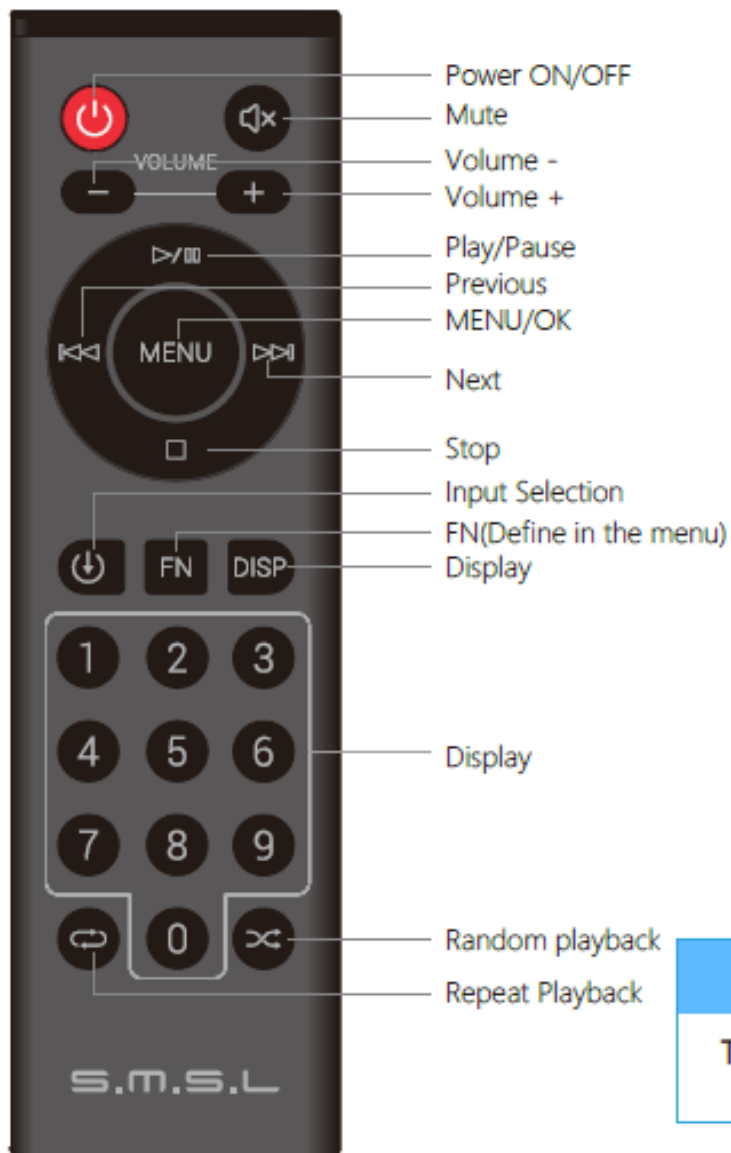 Power ON/OFF
Mute
VOLUME
Volume -
Volume +
Play/Pause
Previous
MENU
MENU/OK
Next
Stop
Input Selection
FN(Define in the menu)
FN DISP
Display
1 2 3
4 5 6
Display
7 8 9
0
Random playback
Repeat Playback
T
S.M.S.L